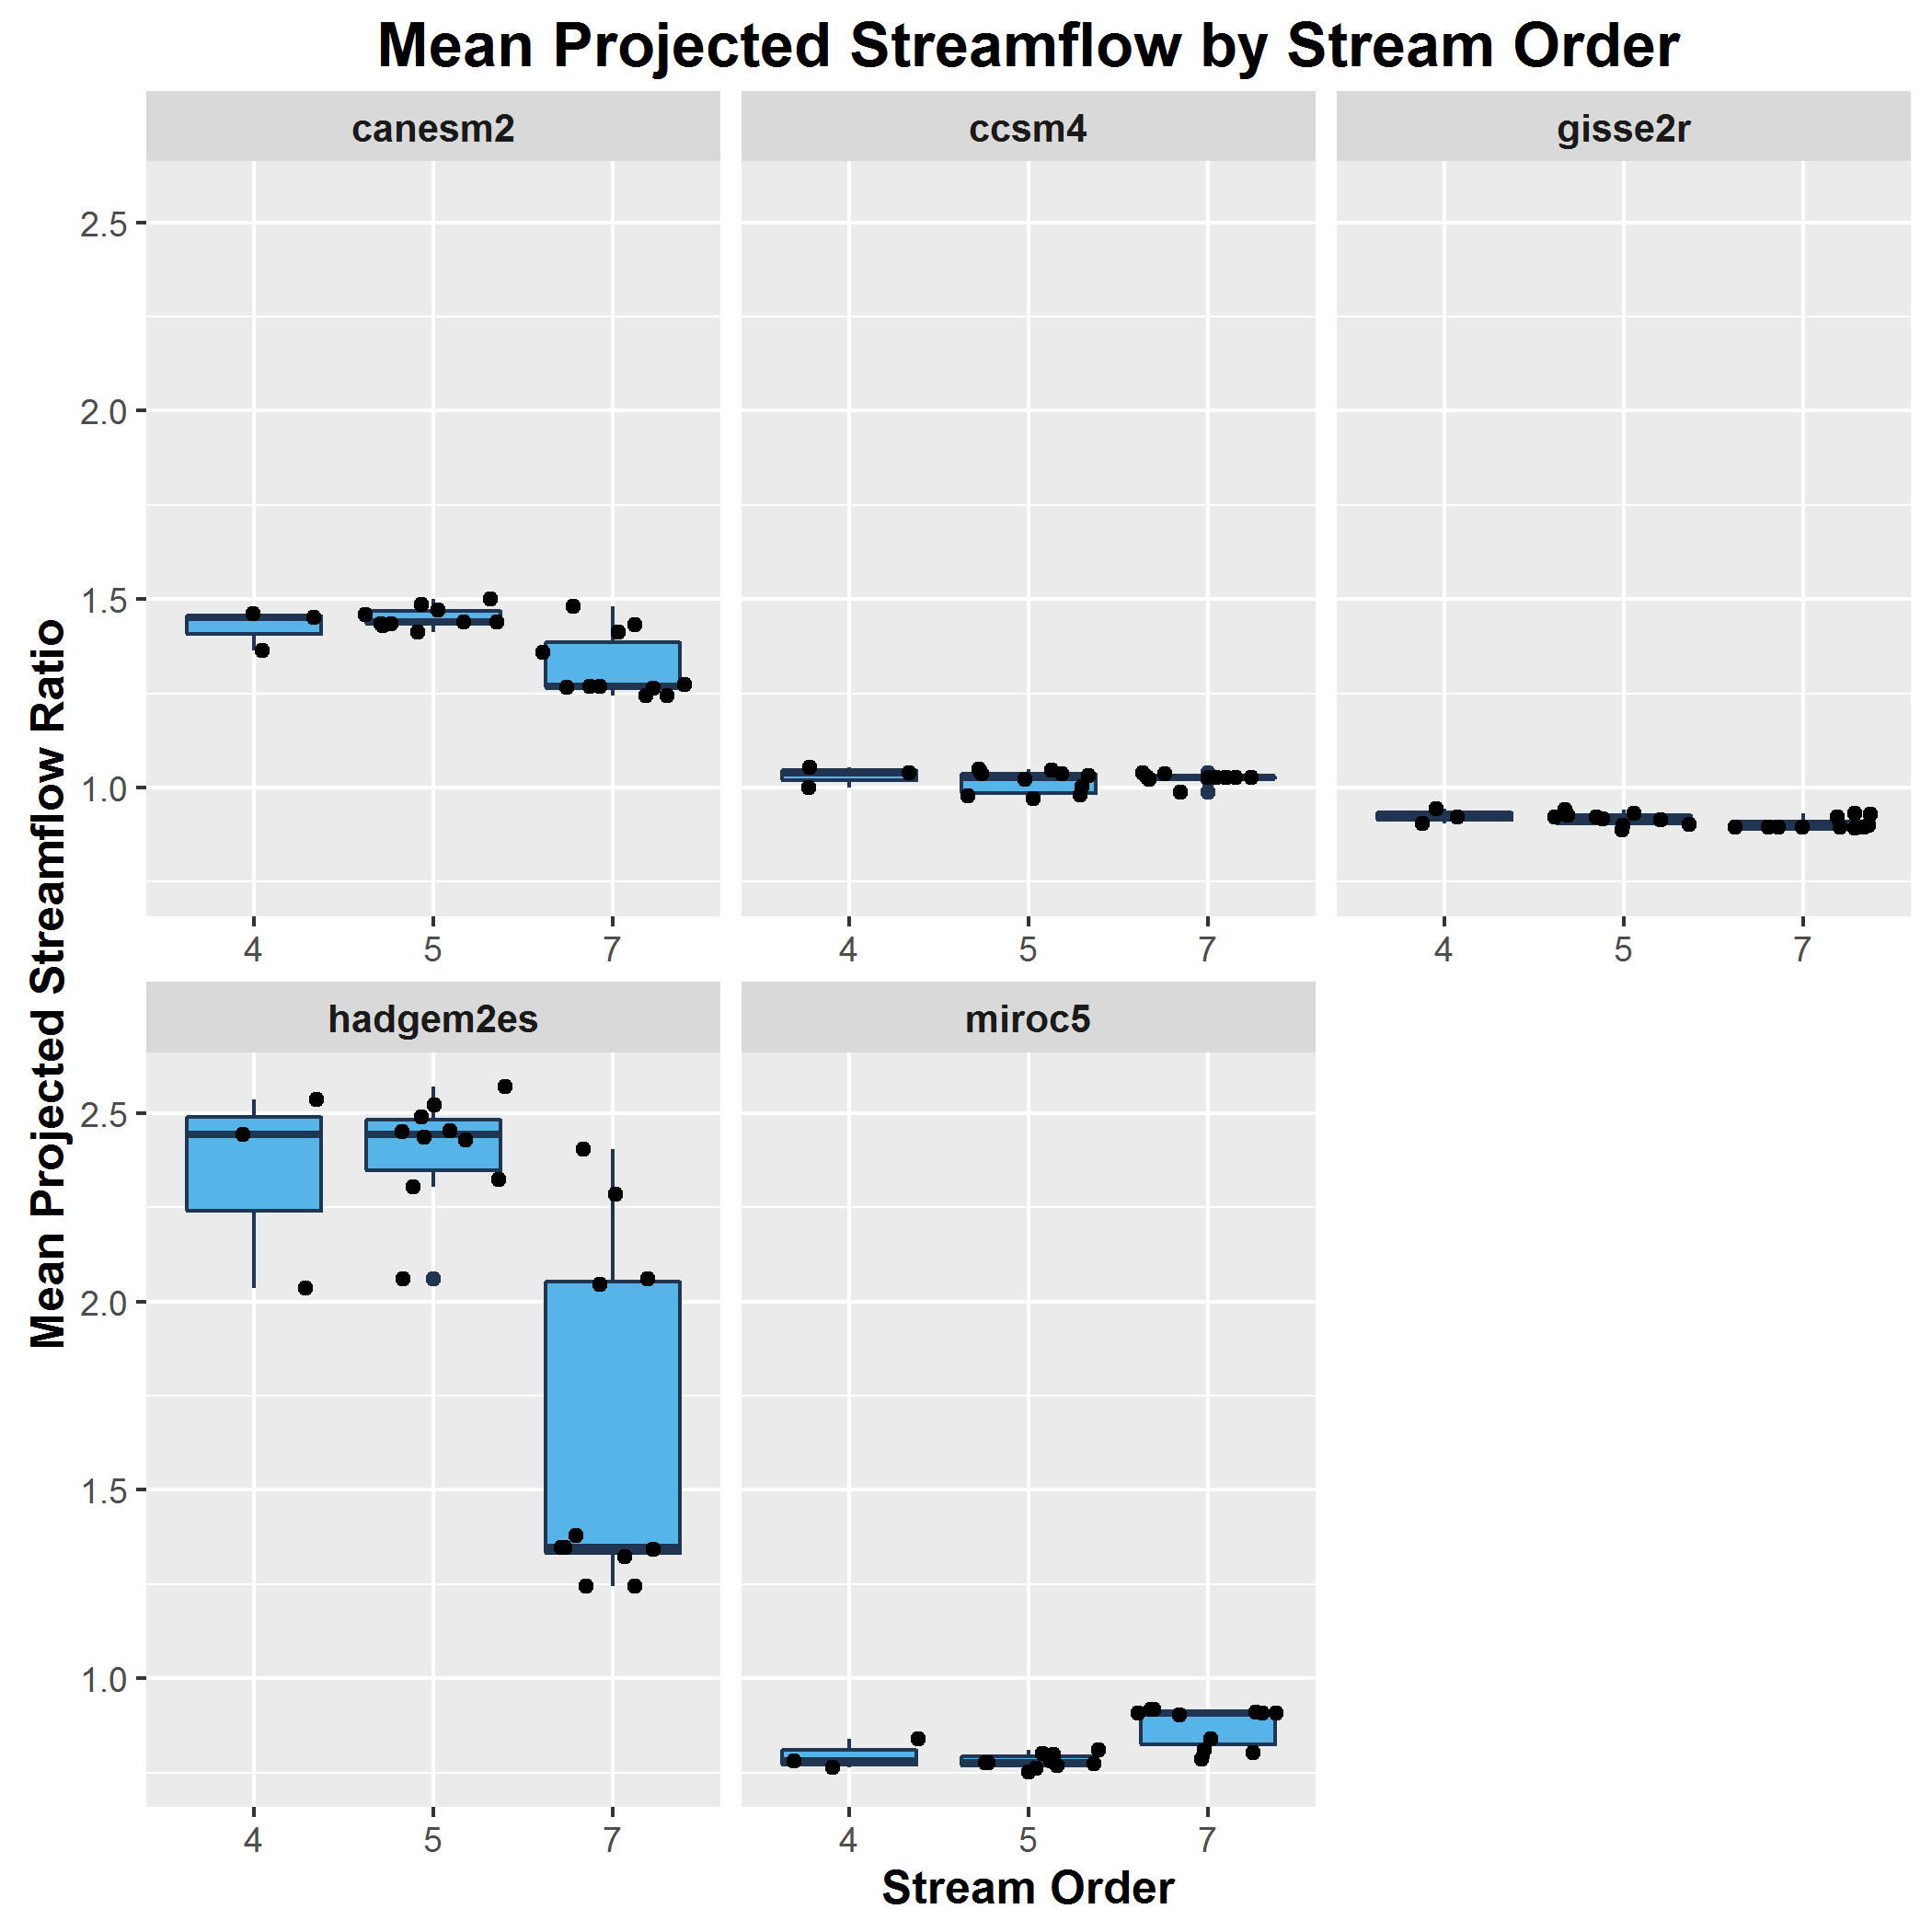 Mean Projected Streamflow by Stream Order
canesm2
ccsm4
gisse2r
2.5
2.0
1.5
1.0
4 5 7
4 5 7
4 5 7
Mean Projected Streamflow Ratio
hadgem2es
miroc5
2.5
2.0
1.5
1.0
4 5 7
4 5 7
Stream Order